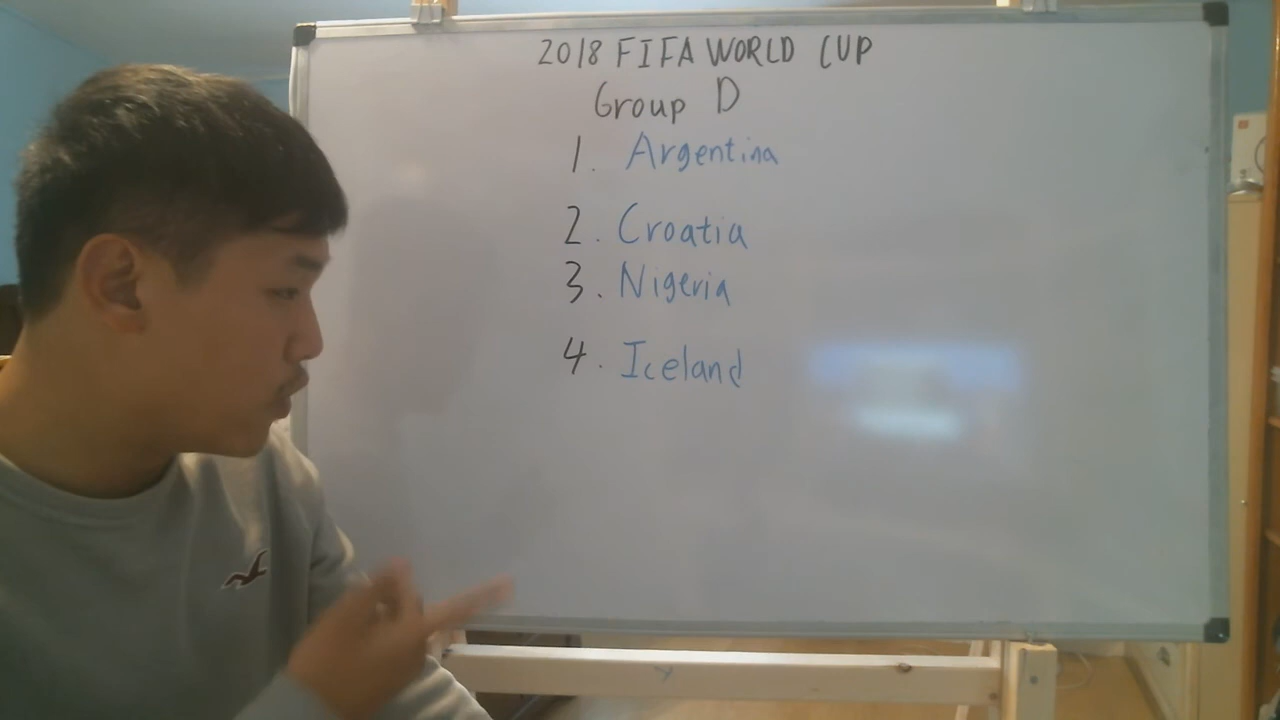 2018 FIFA WORLD CUP
Group D
1. Argentina
2. Croatia
3. Nigeria
4. Iceland